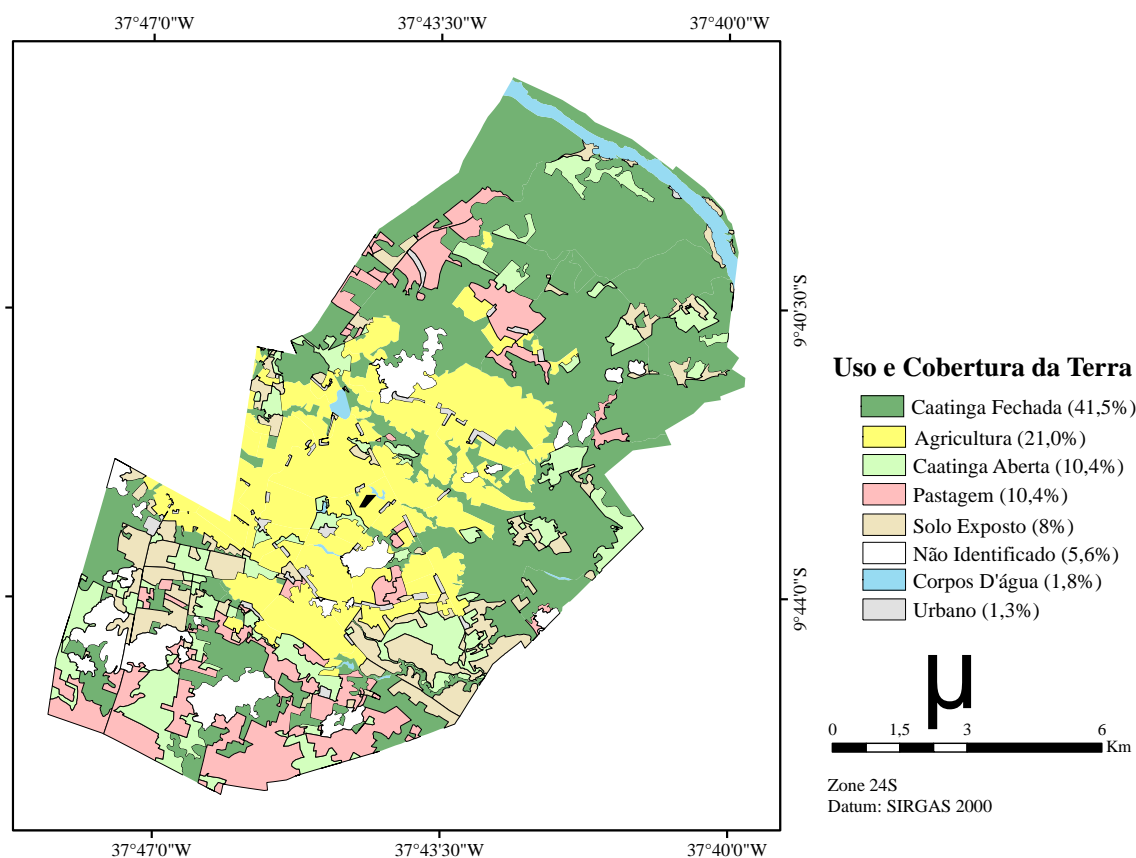 37°47'0"W 37°43'30"W 37°40'0"W
9°40'30"S
9°44'0"S
Uso e Cobertura da Terra
Caatinga Fechada (41,5%)
Agricultura (21,0%)
Caatinga Aberta (10,4%)
Pastagem (10,4%)
Solo Exposto (8%)
Não Identificado (5,6%)
Corpos D'água (1,8%)
Urbano (1,3%)
µ
0 1,5 3 6
Km
Zone 24S
Datum: SIRGAS 2000
37°47'0"W 37°43'30"W 37°40'0"W